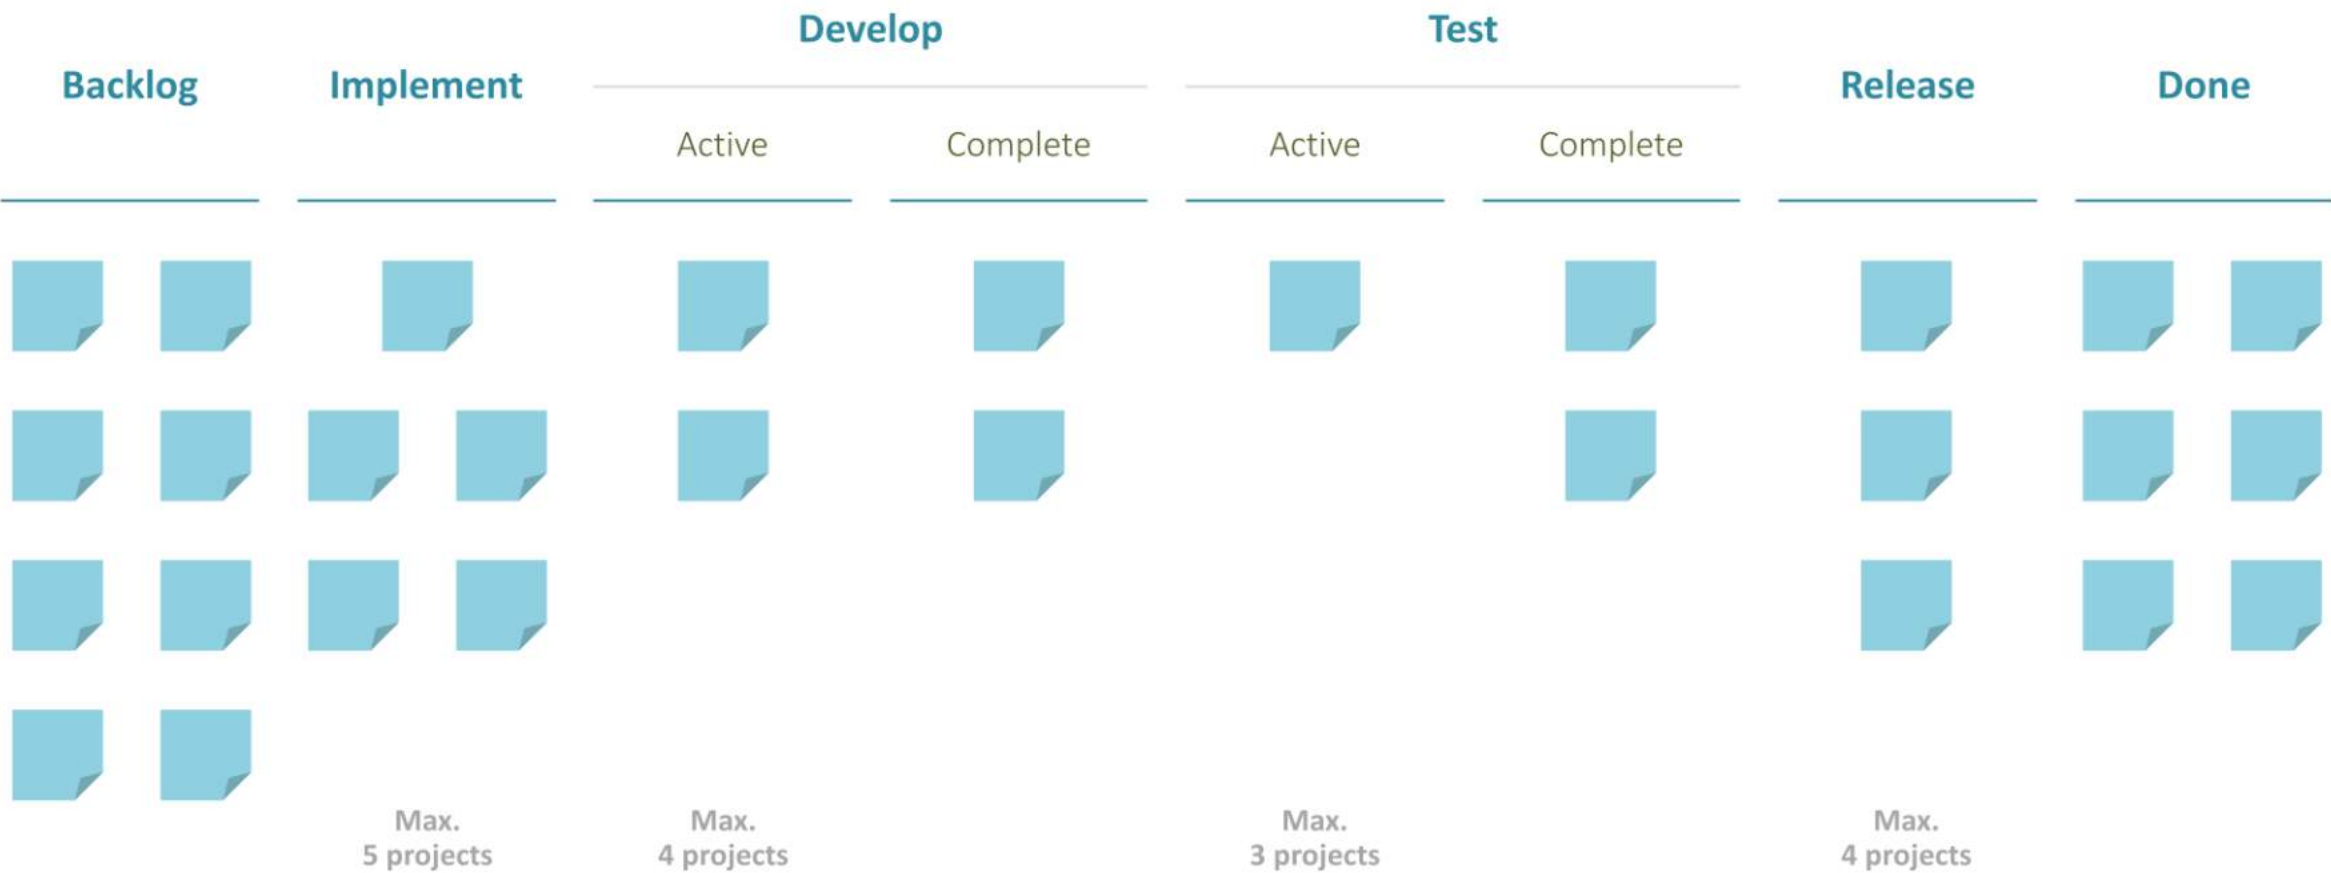 Develop
Test
Backlog
Implement
Release
Done
Active
Complete
Active
Complete
Max.
5 projects
Max.
4 projects
Max.
3 projects
Max.
4 projects